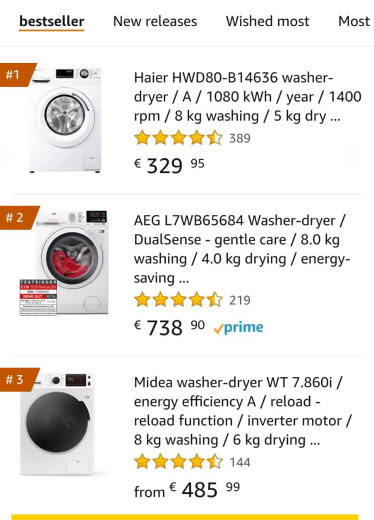 bestseller New releases Wished most Most
#1
Haier HWD80-B14636 washer-
dryer / A / 1080 kWh / year / 1400
rpm / 8 kg washing / 5 kg dry ...
389
€ 329 95
# 2
AEG L7WB65684 Washer-dryer /
DualSense - gentle care / 8.0 kg
washing / 4.0 kg drying / energy-
saving ...
219
€ 738 90 prime
TESTSIEGER
SEHR GUT
# 3
Midea washer-dryer WT 7.860i /
energy efficiency A / reload -
reload function / inverter motor /
8 kg washing / 6 kg drying ...
144
from € 485 99